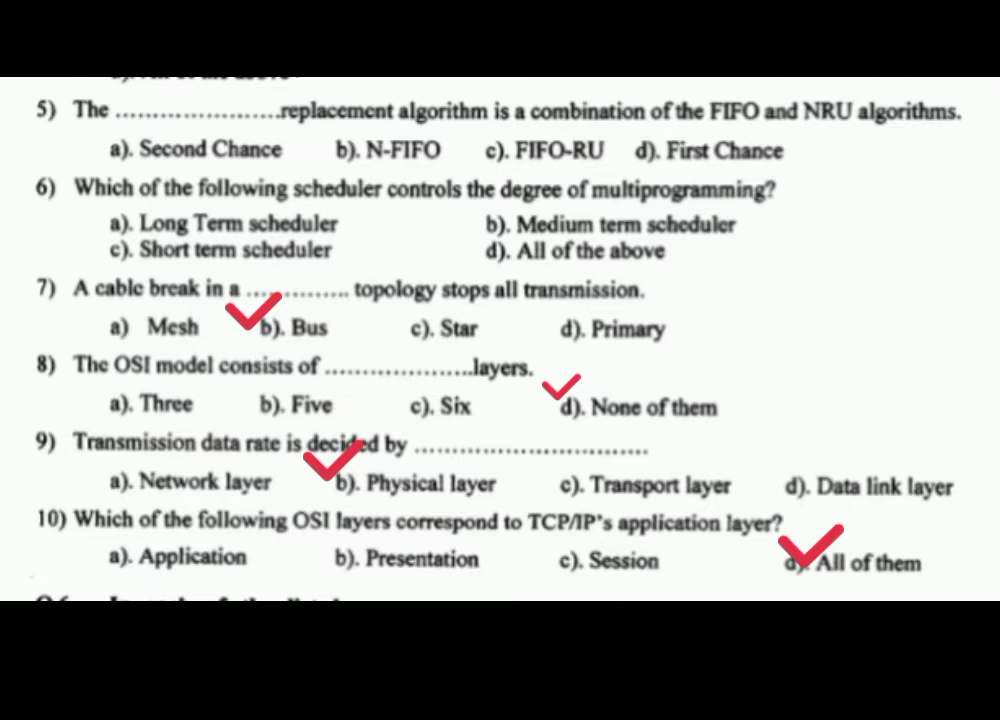 5) The ......................replacement algorithm is a combination of the FIFO and NRU algorithms.
a). Second Chance b). N-FIFO c). FIFO-RU d). First Chance
6) Which of the following scheduler controls the degree of multiprogramming?
a). Long Term scheduler b). Medium term scheduler
c). Short term scheduler d). All of the above
7) A cable break in a .............. topology stops all transmission.
a) Mesh b). Bus c). Star d). Primary
8) The OSI model consists of ....................layers.
a). Three b). Five c). Six d). None of them
9) Transmission data rate is decided by ................................
a). Network layer b). Physical layer c). Transport layer d). Data link layer
10) Which of the following OSI layers correspond to TCP/IP's application layer?
a). Application b). Presentation c). Session d). All of them